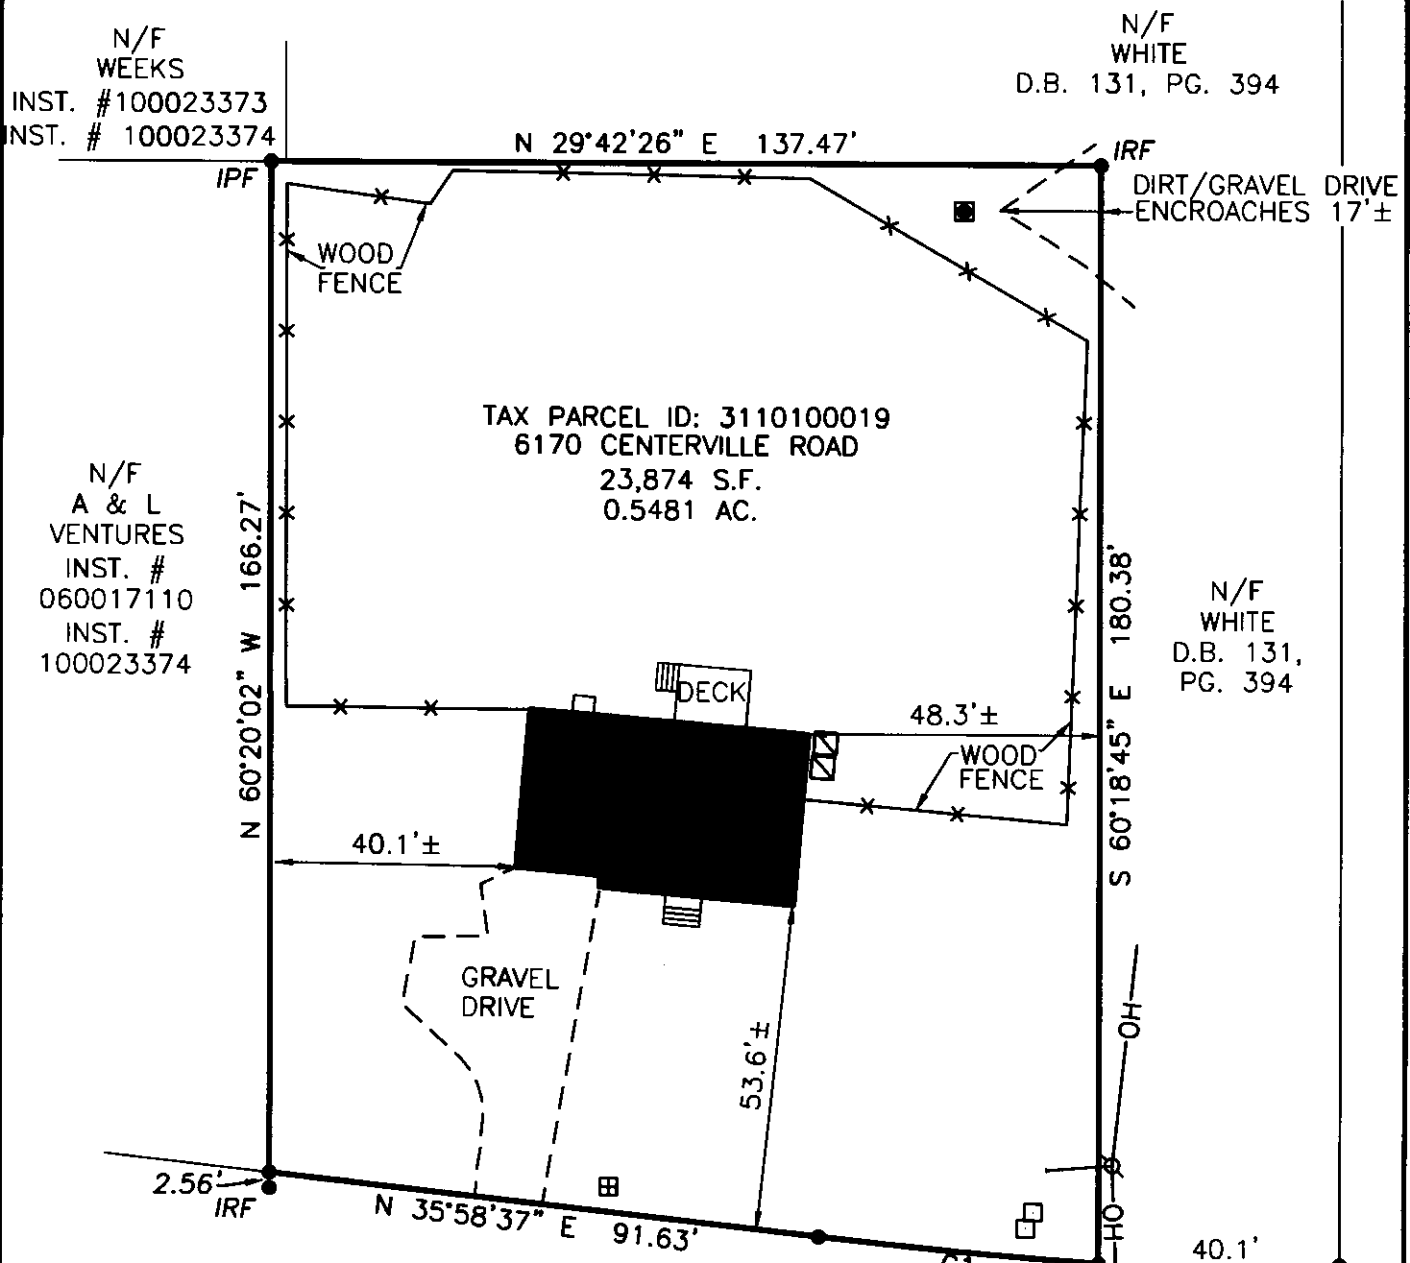 N/F
WEEKS
INST. #100023373
INST. # 100023374
N/F
WHITE
D.B. 131, PG. 394
N 29°42'26" E 137.47'
IPF
IRF
DIRT/GRAVEL DRIVE
ENCROACHES 17'±
WOOD
FENCE
TAX PARCEL ID: 3110100019
6170 CENTERVILLE ROAD
23,874 S.F.
0.5481 AC.
N/F
A & L
VENTURES
INST. #
060017110
INST. #
100023374
N 60°20'02" W 166.27'
S 60°18'45" E 180.38'
N/F
WHITE
D.B. 131,
PG. 394
DECK
48.3'±
WOOD
FENCE
40.1'±
GRAVEL
DRIVE
53.6'±
OH
2.56'
IRF
N 35°58'37" E 91.63'
OH
40.1'